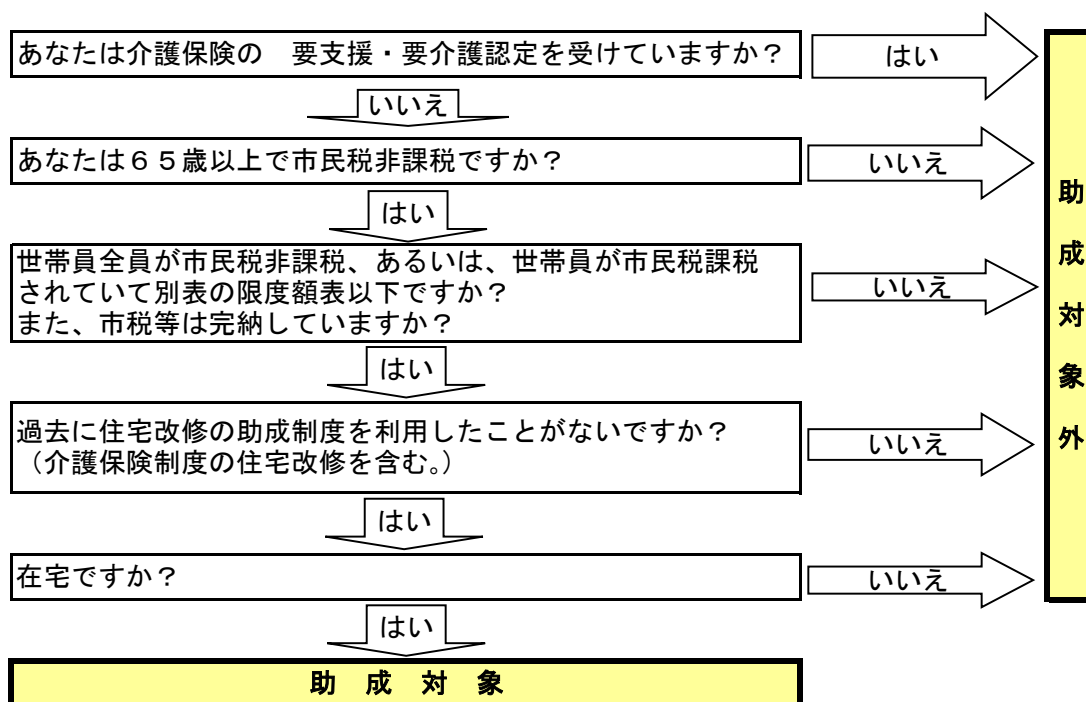 あなたは介護保険の　要支援・要介護認定を受けていますか？
はい
いいえ
あなたは６５歳以上で市民税非課税ですか？
いいえ
はい
世帯員全員が市民税非課税、あるいは、世帯員が市民税課税
されていて別表の限度額表以下ですか？
また、市税等は完納していますか？
いいえ
はい
過去に住宅改修の助成制度を利用したことがないですか？
（介護保険制度の住宅改修を含む。）
いいえ
はい
在宅ですか？
いいえ
はい
助　成　対　象
助成対象外